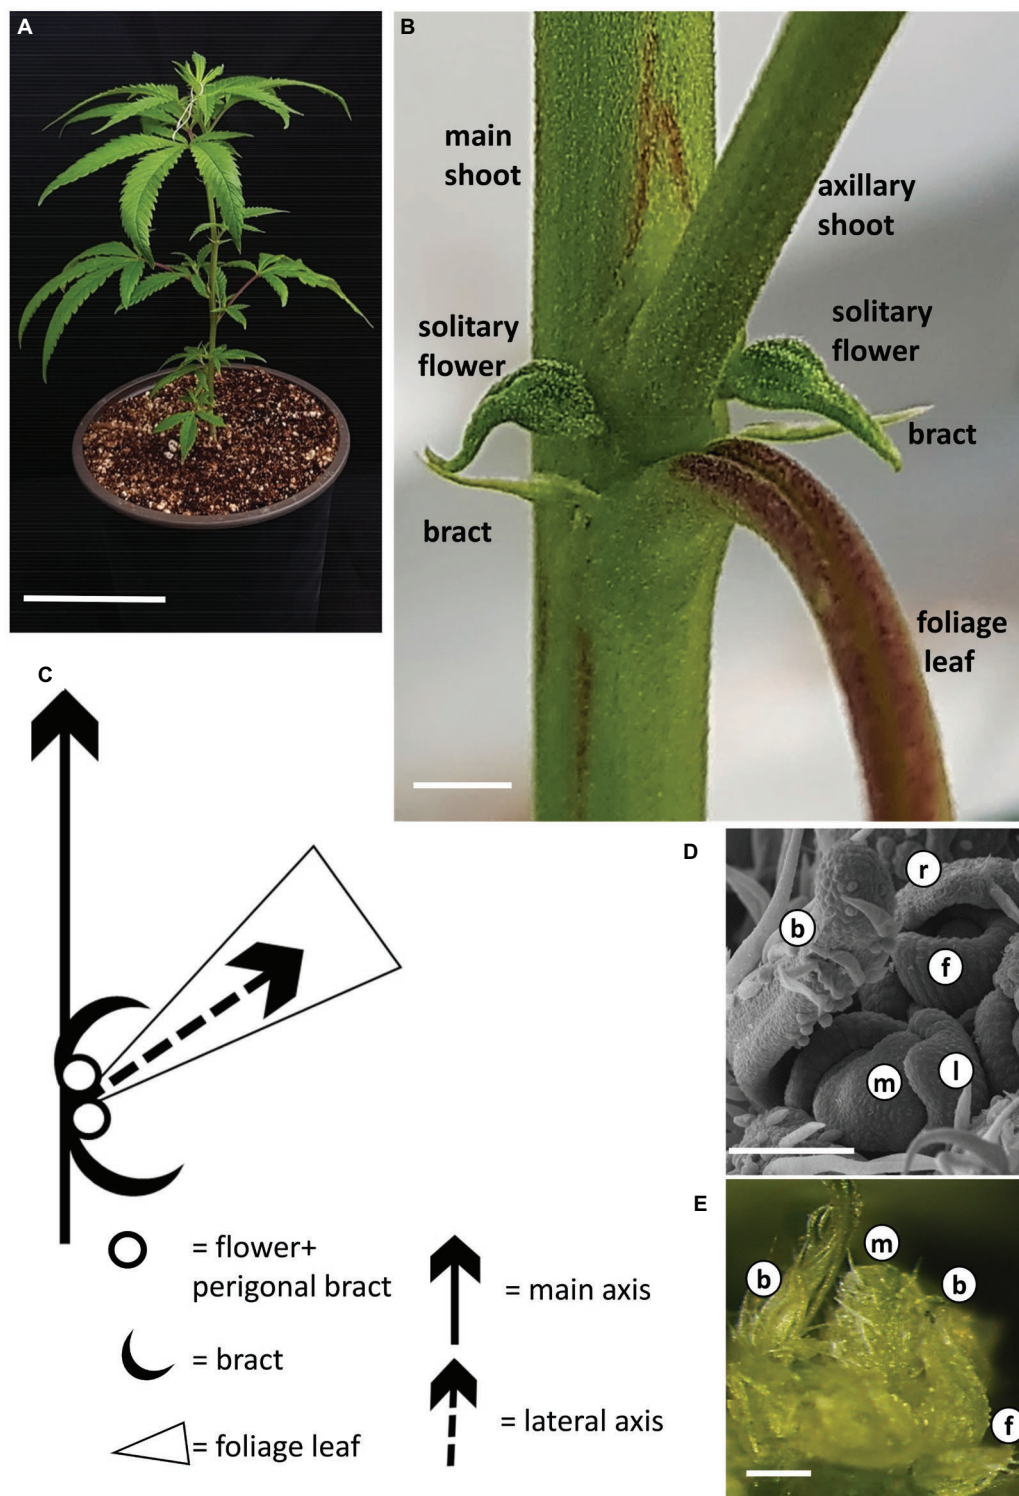 A
B
main
shoot
axillary
shoot
solitary
flower
solitary
flower
bract
bract
foliage
leaf
C
D
r
b
f
m
l
E
m
b
b
f
= flower+
perigonal bract
= main axis
= bract
= lateral axis
= foliage leaf